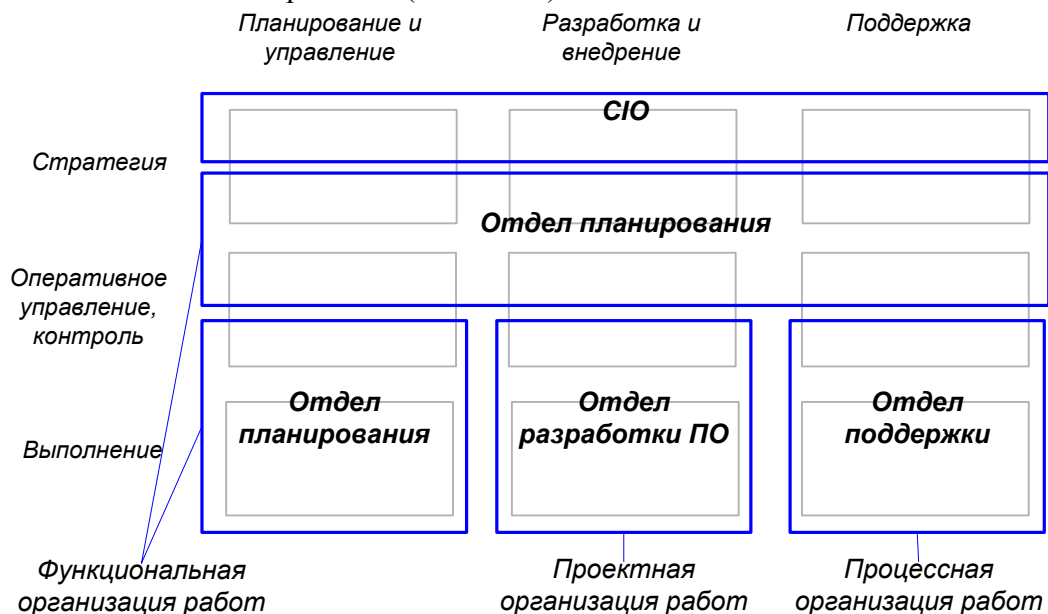 Планирование и
управление
Разработка и
внедрение
Поддержка
CIO
Стратегия
Отдел планирования
Оперативное
управление,
контроль
Отдел
планирования
Отдел
разработки ПО
Отдел
поддержки
Выполнение
Функциональная
организация работ
Проектная
организация работ
Процессная
организация работ